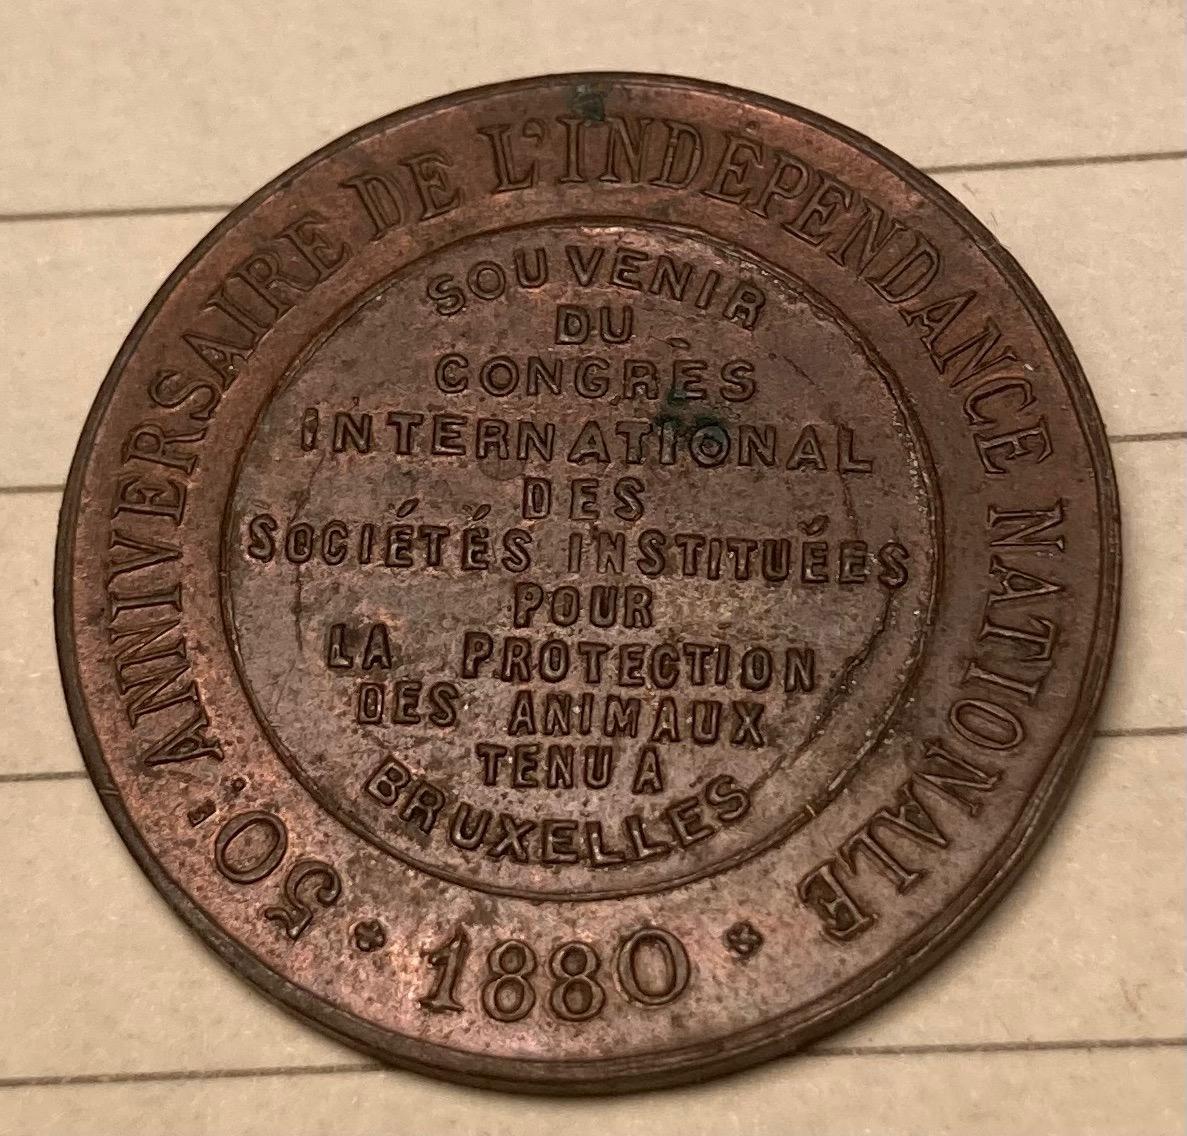 50ᵉ ANNIVERSAIRE DE L'INDÉPENDANCE NATIONALE
1880
SOUVENIR
DU
CONGRÈS
INTERNATIONAL
DES
SOCIÉTÉS INSTITUÉES
POUR
LA PROTECTION
DES ANIMAUX
TENU A
BRUXELLES